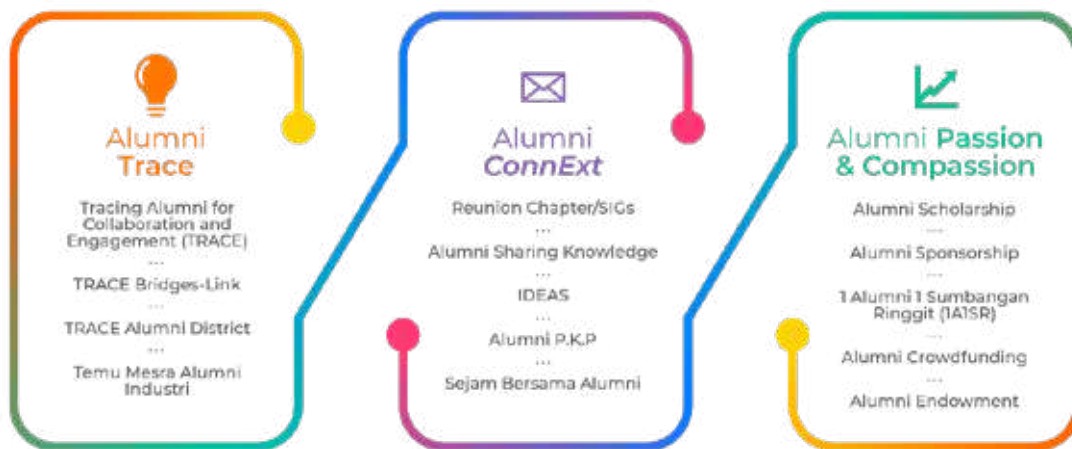 Alumni
Trace
Tracing Alumni for
Collaboration and
Engagement (TRACE)
...
TRACE Bridges-Link
...
TRACE Alumni District
...
Temu Mesra Alumni
Industri
Alumni
ConnExt
Reunion Chapter/SIGs
...
Alumni Sharing Knowledge
...
IDEAS
...
Alumni P.K.P
...
Sejam Bersama Alumni
Alumni Passion
& Compassion
Alumni Scholarship
...
Alumni Sponsorship
...
1 Alumni 1 Sumbangan
Ringgit (1A1SR)
...
Alumni Crowdfunding
...
Alumni Endowment